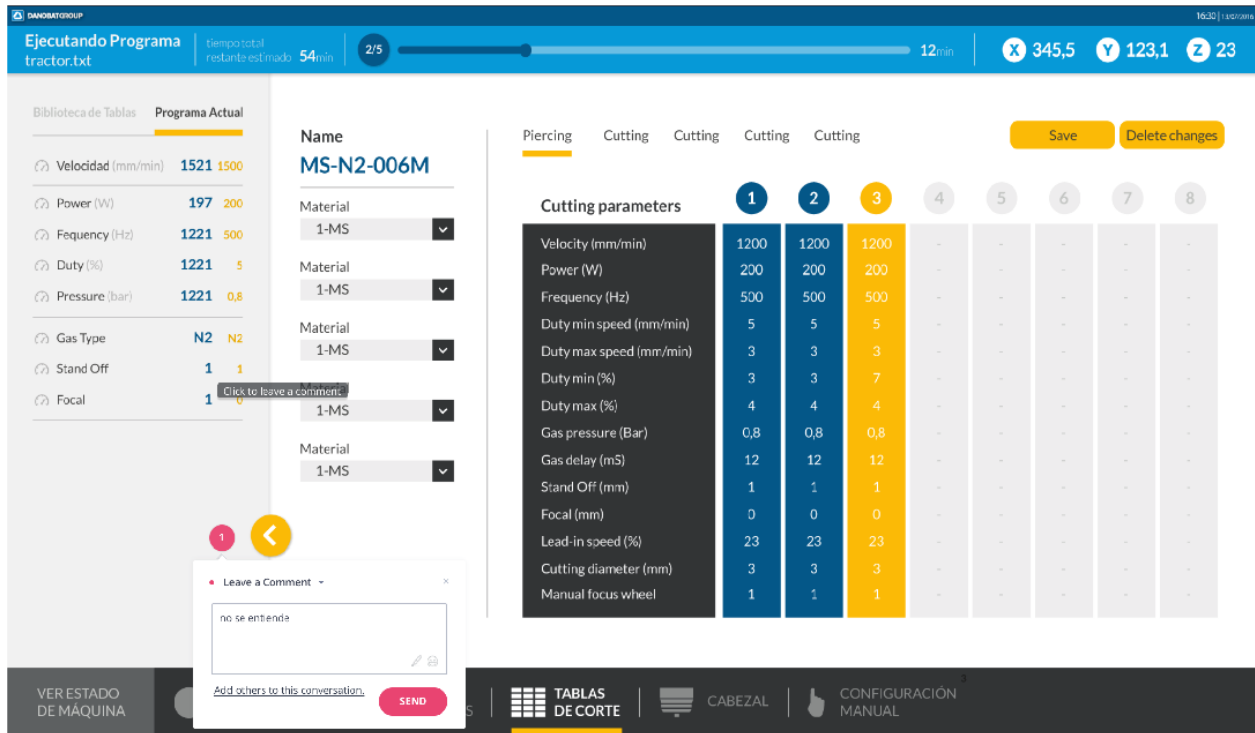 DANOBATGROUP
16:30
Ejecutando Programa
tractor.txt
tiempo total
restante estimado 54min
2/5
12min
X 345,5 Y 123,1 Z 23
Biblioteca de Tablas Programa Actual
Velocidad (mm/min) 1521 1500
Power (W) 197 200
Fequency (Hz) 1221 500
Duty (%) 1221 5
Pressure (bar) 1221 0,8
Gas Type N2 N2
Stand Off 1 1
Focal 1 0
Click to leave a comment
Name
MS-N2-006M
Material
1-MS
Material
1-MS
Material
1-MS
Material
1-MS
Material
1-MS
Piercing Cutting Cutting Cutting Cutting
Save Delete changes
Cutting parameters 1 2 3 4 5 6 7 8
Velocity (mm/min) 1200 1200 1200 - - - - -
Power (W) 200 200 200 - - - - -
Frequency (Hz) 500 500 500 - - - - -
Duty min speed (mm/min) 5 5 5 - - - - -
Duty max speed (mm/min) 3 3 3 - - - - -
Duty min (%) 3 3 7 - - - - -
Duty max (%) 4 4 4 - - - - -
Gas pressure (Bar) 0,8 0,8 0,8 - - - - -
Gas delay (mS) 12 12 12 - - - - -
Stand Off (mm) 1 1 1 - - - - -
Focal (mm) 0 0 0 - - - - -
Lead-in speed (%) 23 23 23 - - - - -
Cutting diameter (mm) 3 3 3 - - - - -
Manual focus wheel 1 1 1 - - - - -
1
Leave a Comment
×
no se entiende
Add others to this conversation.
SEND
VER ESTADO
DE MÁQUINA
S
TABLAS
DE CORTE
CABEZAL
CONFIGURACIÓN
MANUAL
3